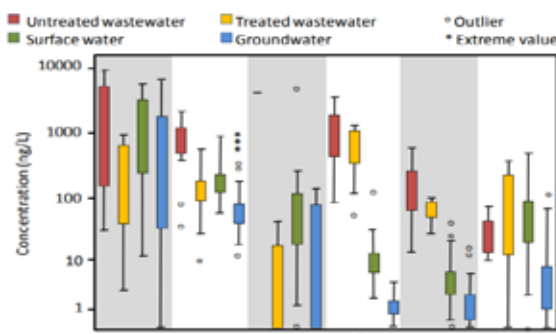 Untreated wastewater Treated wastewater Outlier
Surface water Groundwater * Extreme value
Concentration (ng/L)
10000
1000
100
10
1